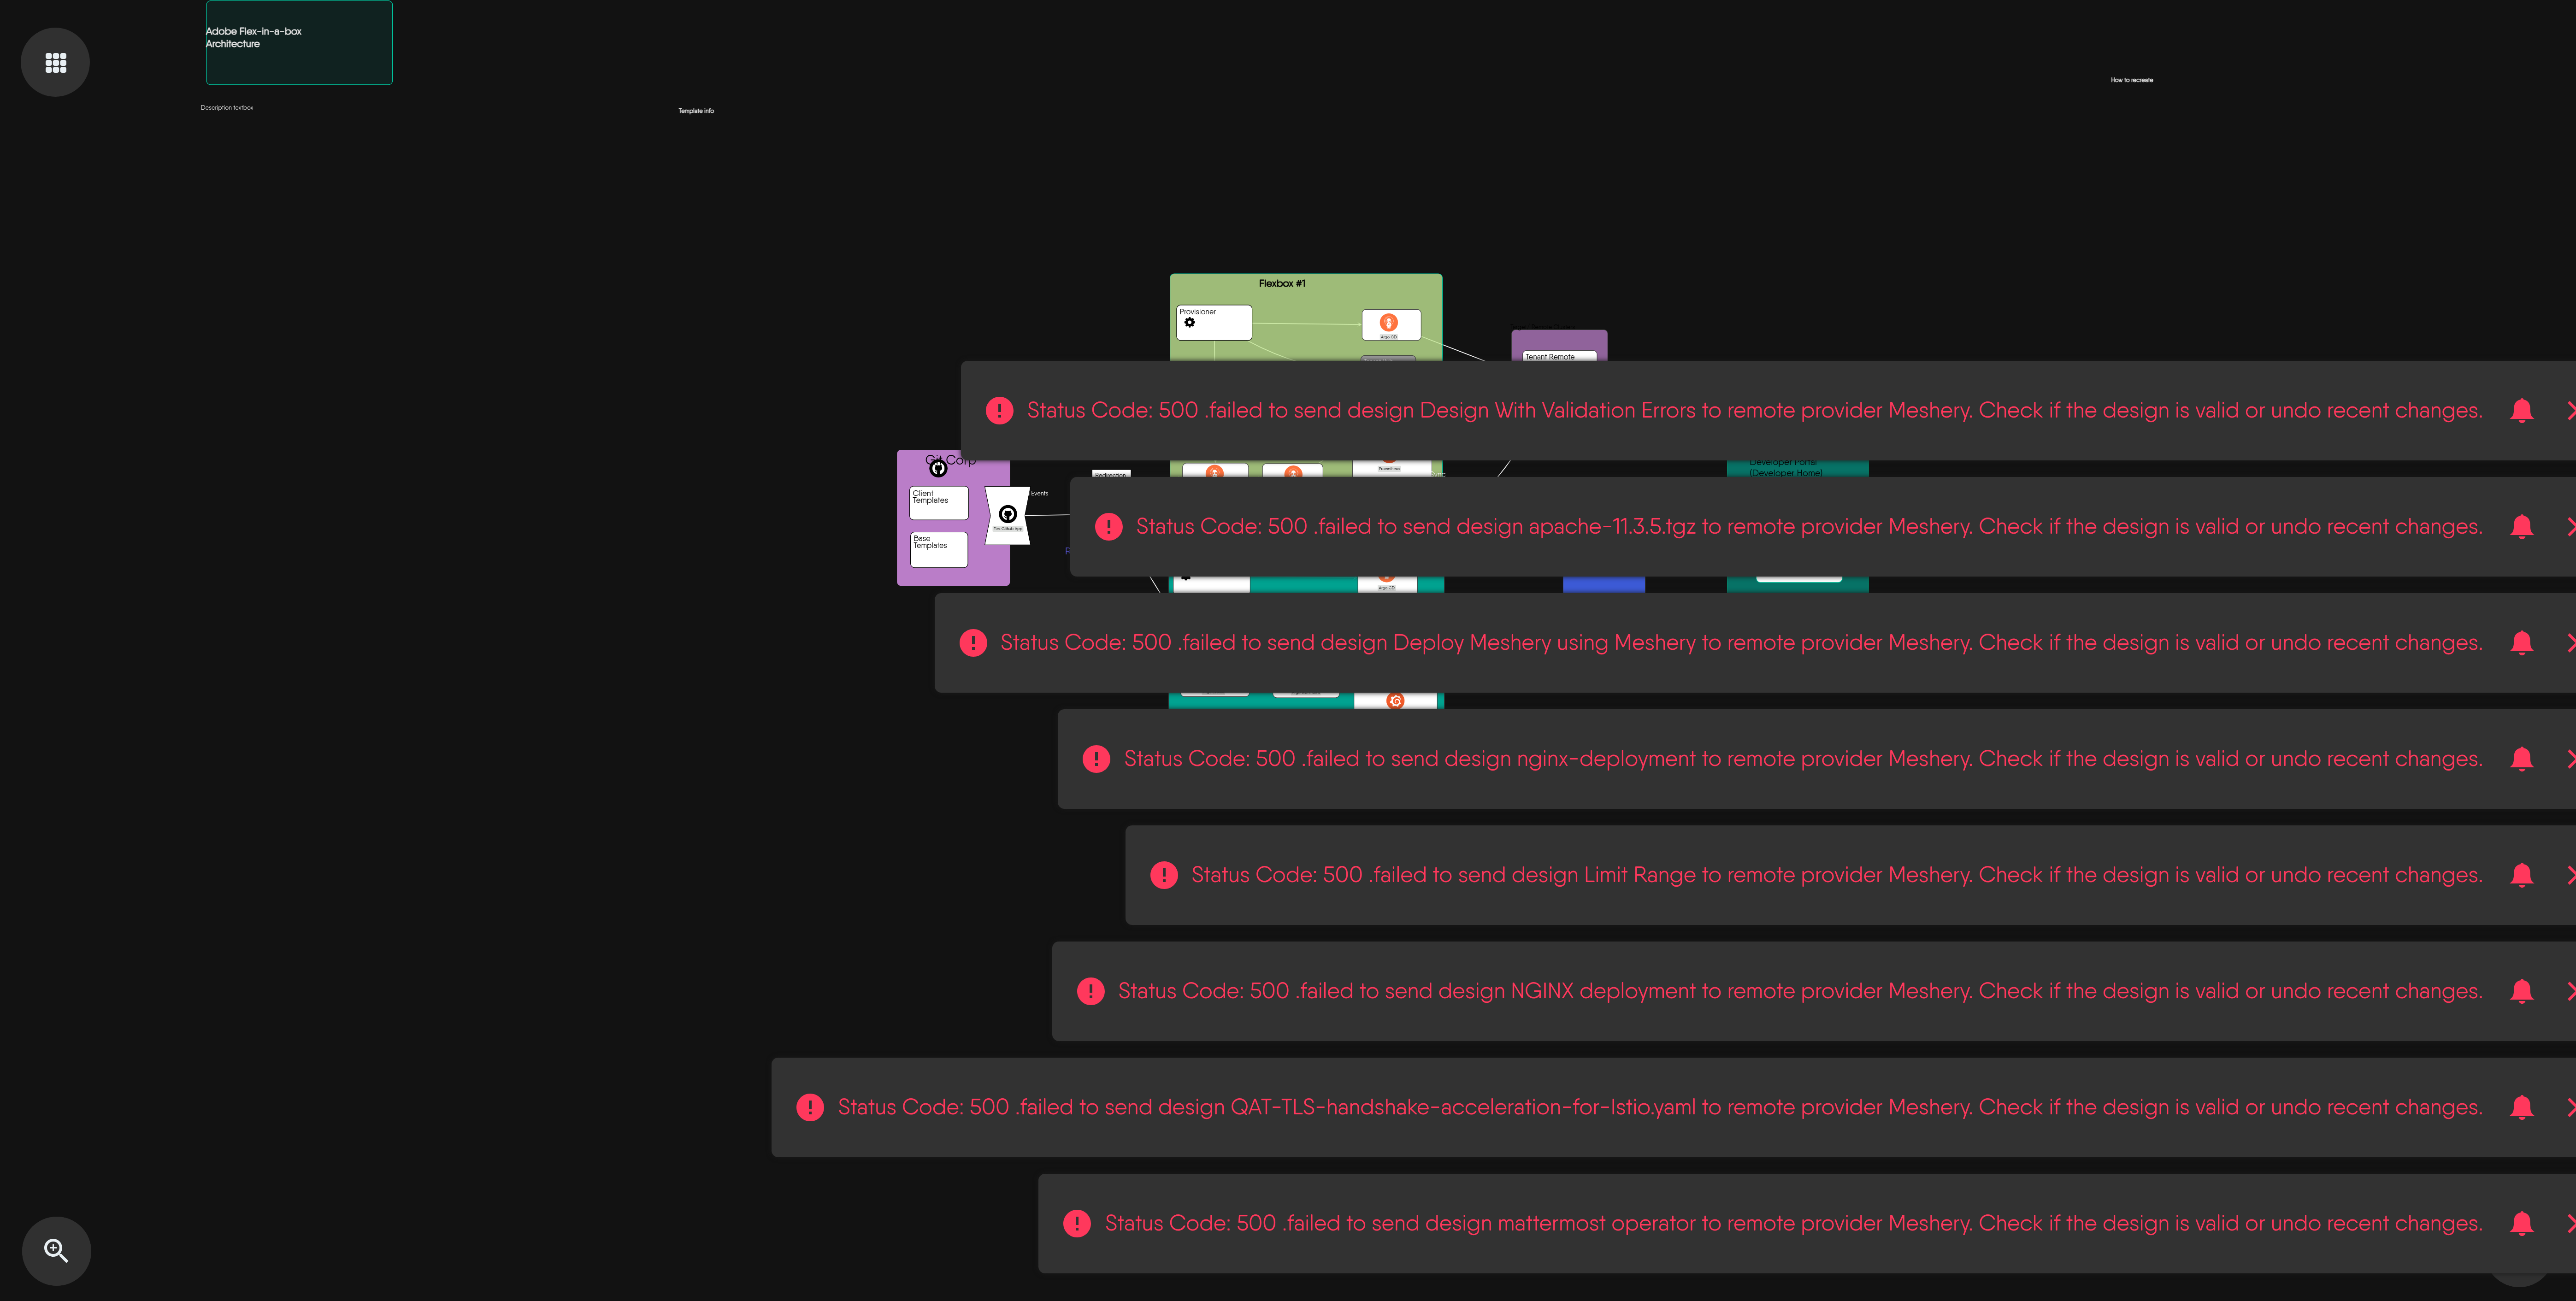 Adobe Flex-in-a-box
Architecture
How to recreate
Description textbox
Template info
Flexbox #1
Provisioner
Argo CD
Tenant Remote
Status Code: 500 .failed to send design Design With Validation Errors to remote provider Meshery. Check if the design is valid or undo recent changes.
Git Corp
Prometheus
Developer Portal
(Developer Home)
Redirection
Sync
Client
Templates
Events
Flex Github App
Status Code: 500 .failed to send design apache-11.3.5.tgz to remote provider Meshery. Check if the design is valid or undo recent changes.
Base
Templates
Argo CD
Status Code: 500 .failed to send design Deploy Meshery using Meshery to remote provider Meshery. Check if the design is valid or undo recent changes.
Status Code: 500 .failed to send design nginx-deployment to remote provider Meshery. Check if the design is valid or undo recent changes.
Status Code: 500 .failed to send design Limit Range to remote provider Meshery. Check if the design is valid or undo recent changes.
Status Code: 500 .failed to send design NGINX deployment to remote provider Meshery. Check if the design is valid or undo recent changes.
Status Code: 500 .failed to send design QAT-TLS-handshake-acceleration-for-Istio.yaml to remote provider Meshery. Check if the design is valid or undo recent changes.
Status Code: 500 .failed to send design mattermost operator to remote provider Meshery. Check if the design is valid or undo recent changes.